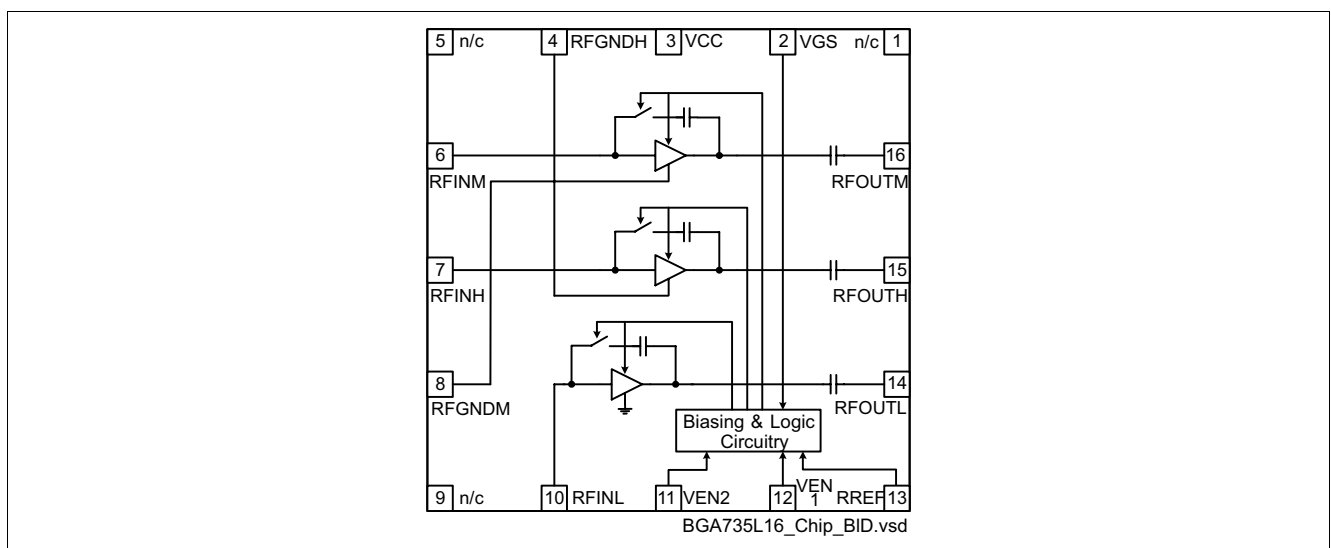 5 n/c 4 RFGNDH 3 VCC 2 VGS n/c 1
6 16
RFINM RFOUTM
7 15
RFINH RFOUTH
8 14
RFGNDM RFOUTL
Biasing & Logic
Circuitry
9 n/c 10 RFINL 11 VEN2 12 VEN
1 RREF 13
BGA735L16_Chip_BID.vsd